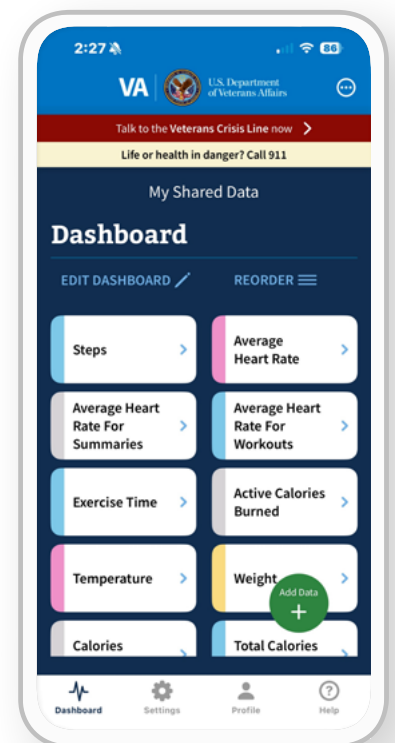 2:27
86
VA
U.S. Department
of Veterans Affairs
Talk to the Veterans Crisis Line now
Life or health in danger? Call 911
My Shared Data
Dashboard
EDIT DASHBOARD
REORDER
Steps
Average
Heart Rate
Average Heart
Rate For
Summaries
Average Heart
Rate For
Workouts
Exercise Time
Active Calories
Burned
Temperature
Weight
Add Data
+
Calories
Total Calories
Dashboard
Settings
Profile
Help